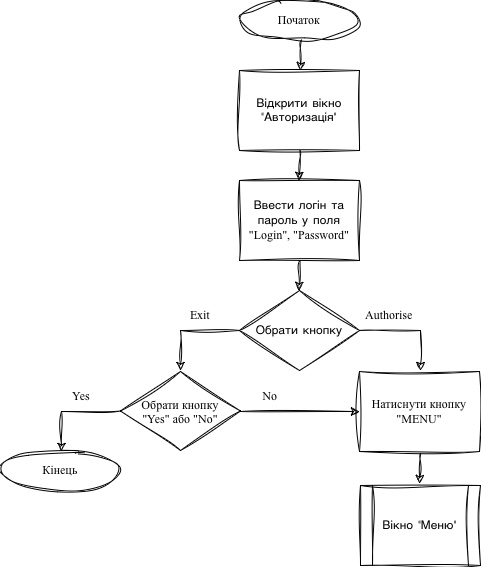 Початок
Відкрити вікно
"Авторизація"
Ввести логін та
пароль у поля
"Login", "Password"
Exit
Обрати кнопку
Authorise
Yes
Обрати кнопку
"Yes" або "No"
No
Натиснути кнопку
"MENU"
Кінець
Вікно "Меню"